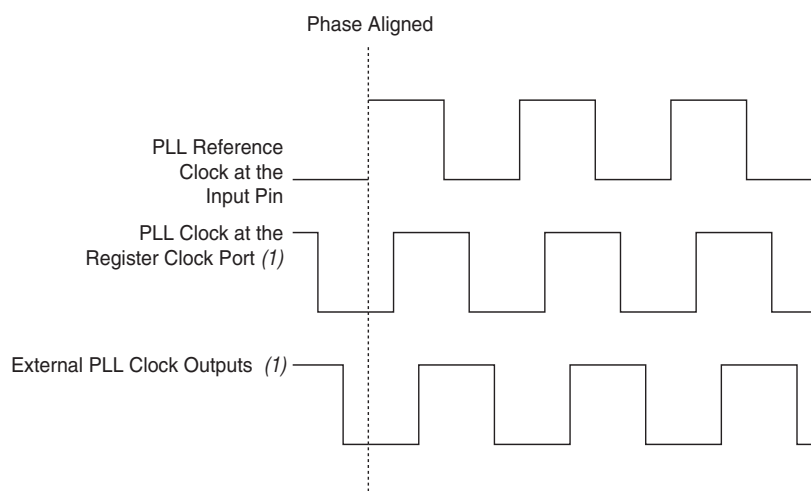 Phase Aligned
PLL Reference
Clock at the
Input Pin
PLL Clock at the
Register Clock Port (1)
External PLL Clock Outputs (1)